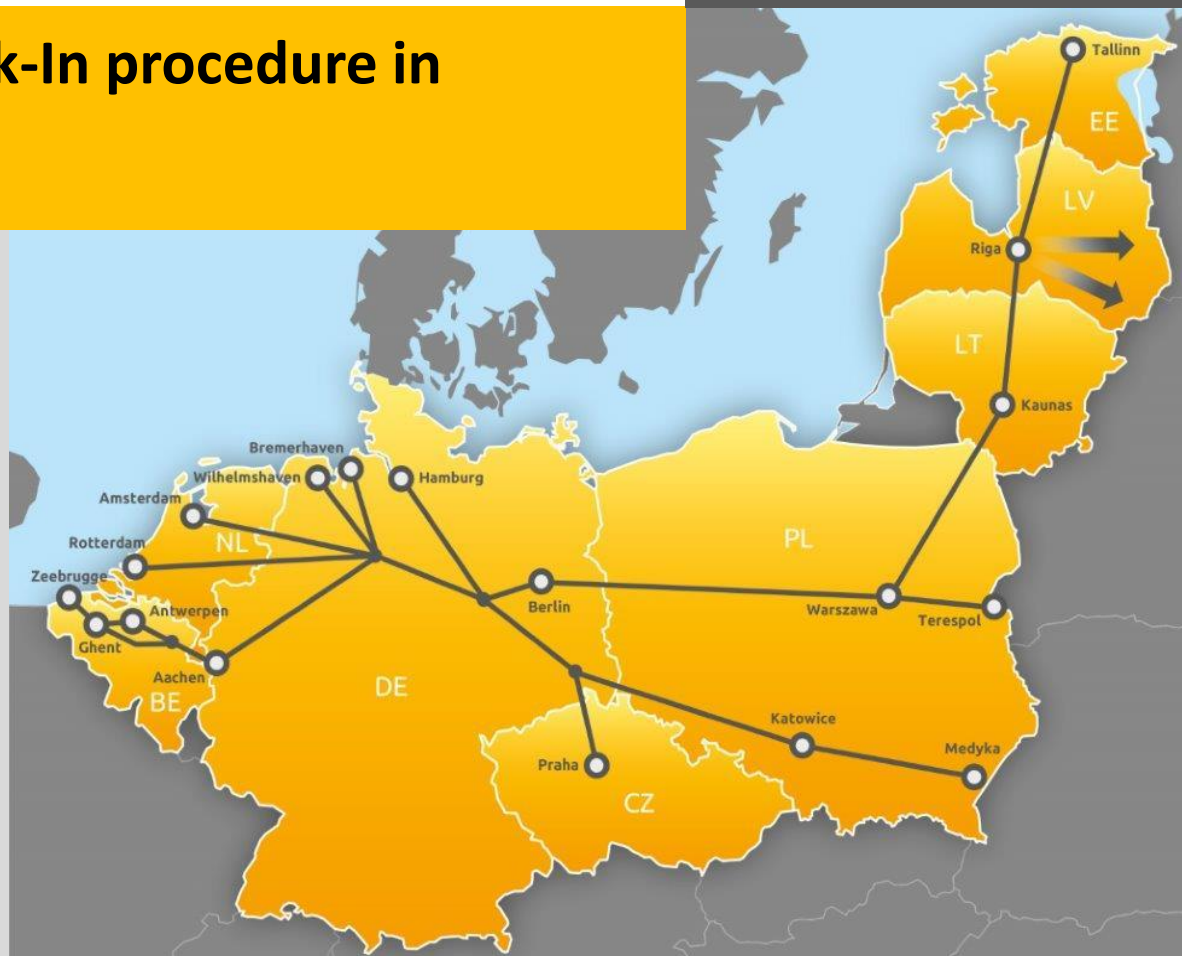 k-In procedure in
Tallinn
EE
LV
Riga
LT
Kaunas
Bremerhaven
Wilhelmshaven
Hamburg
Amsterdam
NL
PL
Rotterdam
Zeebrugge
Berlin
Antwerpen
Warszawa
Terespol
Ghent
Aachen
DE
BE
Katowice
Medyka
Praha
CZ